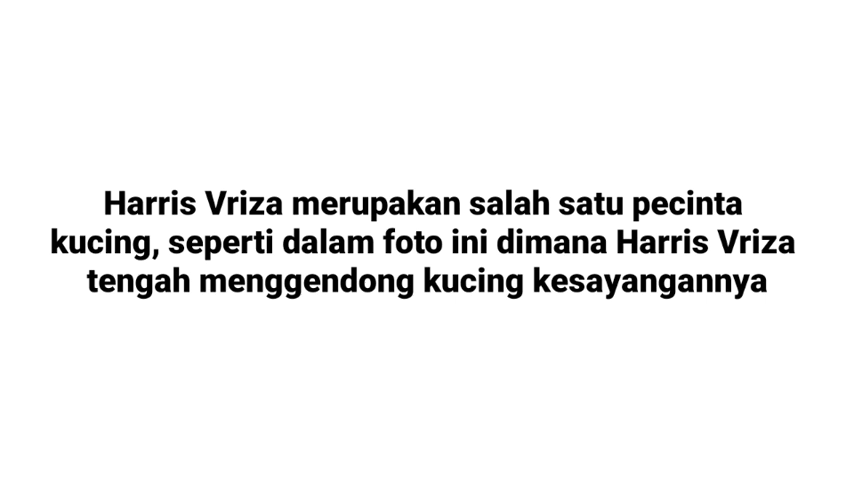 Harris Vriza merupakan salah satu pecinta
kucing, seperti dalam foto ini dimana Harris Vriza
tengah menggendong kucing kesayangannya